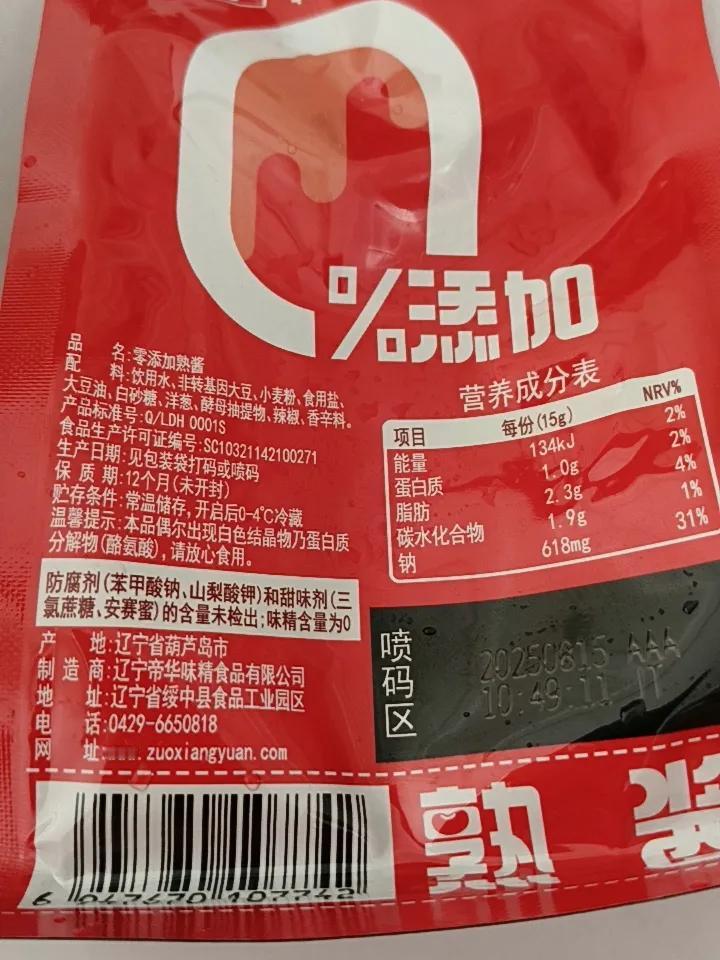 0%添加
品名:零添加熟酱
配料:饮用水、非转基因大豆、小麦粉、食用盐、
大豆油、白砂糖、洋葱、酵母抽提物、辣椒、香辛料。
产品标准号:Q/LDH 0001S
食品生产许可证编号:SC10321142100271
生产日期:见包装袋打码或喷码
保质期:12个月(未开封)
贮存条件:常温储存,开启后0-4℃冷藏
温馨提示:本品偶尔出现白色结晶物乃蛋白质
分解物(酪氨酸),请放心食用。
防腐剂(苯甲酸钠、山梨酸钾)和甜味剂(三
氯蔗糖、安赛蜜)的含量未检出;味精含量为0
产地:辽宁省葫芦岛市
制造商:辽宁帝华味精食品有限公司
地址:辽宁省绥中县食品工业园区
电话:0429-6650818
网址: zuoxiangyuan.com
营养成分表
项目 每份(15g) NRV%
能量 134kJ 2%
蛋白质 1.0g 2%
脂肪 2.3g 4%
碳水化合物 1.9g 1%
钠 618mg 31%
喷码区
20250815 AAA
10:49:11
熟酱